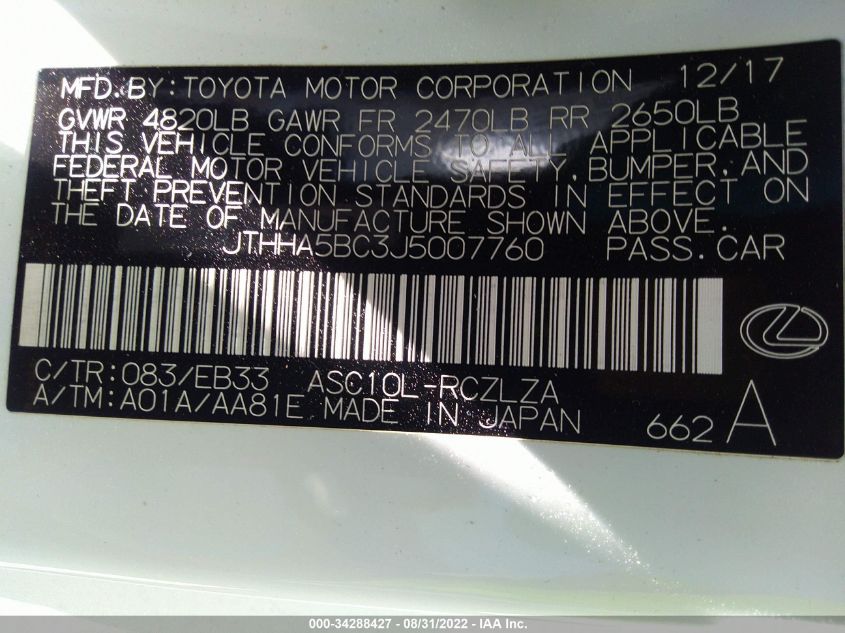 MFD. BY: TOYOTA MOTOR CORPORATION 12/17
GVWR 4820LB GAWR FR 2470LB RR 2650LB
THIS VEHICLE CONFORMS TO ALL APPLICABLE
FEDERAL MOTOR VEHICLE SAFETY, BUMPER, AND
THEFT PREVENTION STANDARDS IN EFFECT ON
THE DATE OF MANUFACTURE SHOWN ABOVE.
JTHHA5BC3J5007760 PASS.CAR
C/TR:083/EB33 ASC10L-RCZLZA
A/TM:A01A/AA81E MADE IN JAPAN 662 A
000-34288427 - 08/31/2022 - IAA Inc.